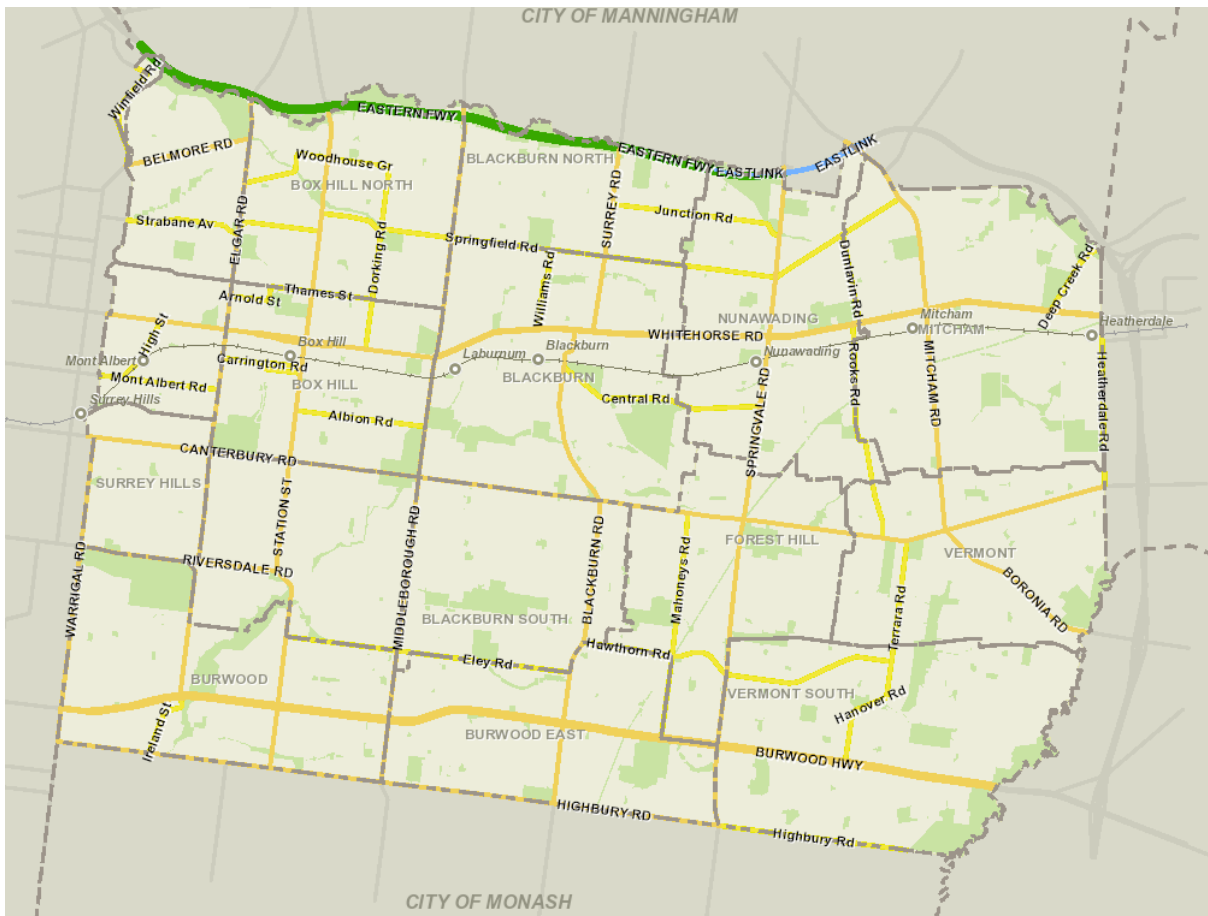 CITY OF MANNINGHAM
Winfield Rd
EASTERN FWY
EASTERN FWY
EASTLINK
EASTLINK
BELMORE RD
Woodhouse Gr
BLACKBURN NORTH
BOX HILL NORTH
Strabane Av
ELGAR RD
Dorking Rd
Springfield Rd
SURREY RD
Junction Rd
Dunlavin Rd
Deep Creek Rd
Williams Rd
Arnold St
Thames St
NUNAWADING
Mitcham
MITCHAM
Heatherdale
High St
WHITEHORSE RD
Box Hill
Blackburn
Mont Albert
Carrington Rd
Laburnum
Nunawading
BOX HILL
BLACKBURN
Mont Albert Rd
Rooks Rd
MITCHAM RD
Heatherdale Rd
Surrey Hills
Albion Rd
Central Rd
SPRINGVALE RD
CANTERBURY RD
SURREY HILLS
STATION ST
MIDDLEBOROUGH RD
BLACKBURN RD
Mahoneys Rd
FOREST HILL
VERMONT
WARRIGAL RD
RIVERSDALE RD
BORONIA RD
Terrara Rd
BLACKBURN SOUTH
Hawthorn Rd
Eley Rd
BURWOOD
VERMONT SOUTH
Hanover Rd
Ireland St
BURWOOD EAST
BURWOOD HWY
HIGHBURY RD
Highbury Rd
CITY OF MONASH